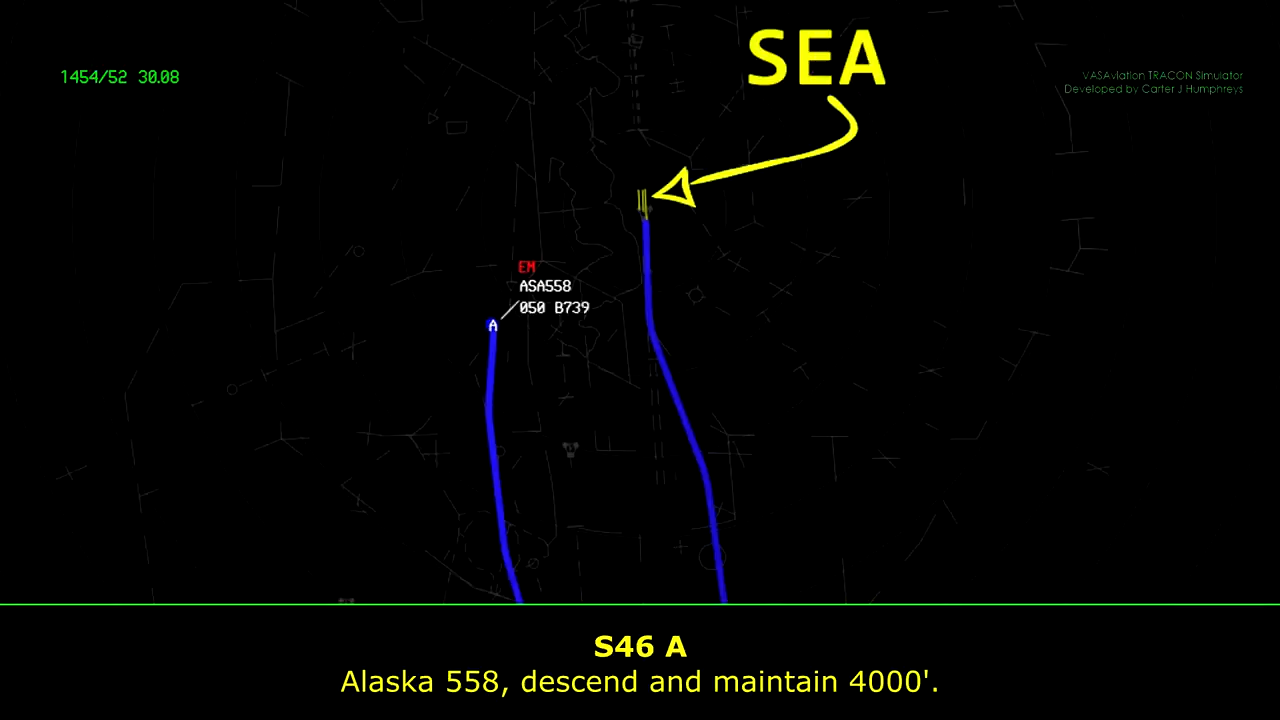 SEA
1454/52 30.08
VASAviation TRACON Simulator
Developed by Carter J Humphreys
EM
ASA558
050 B739
A
S46 A
Alaska 558, descend and maintain 4000'.